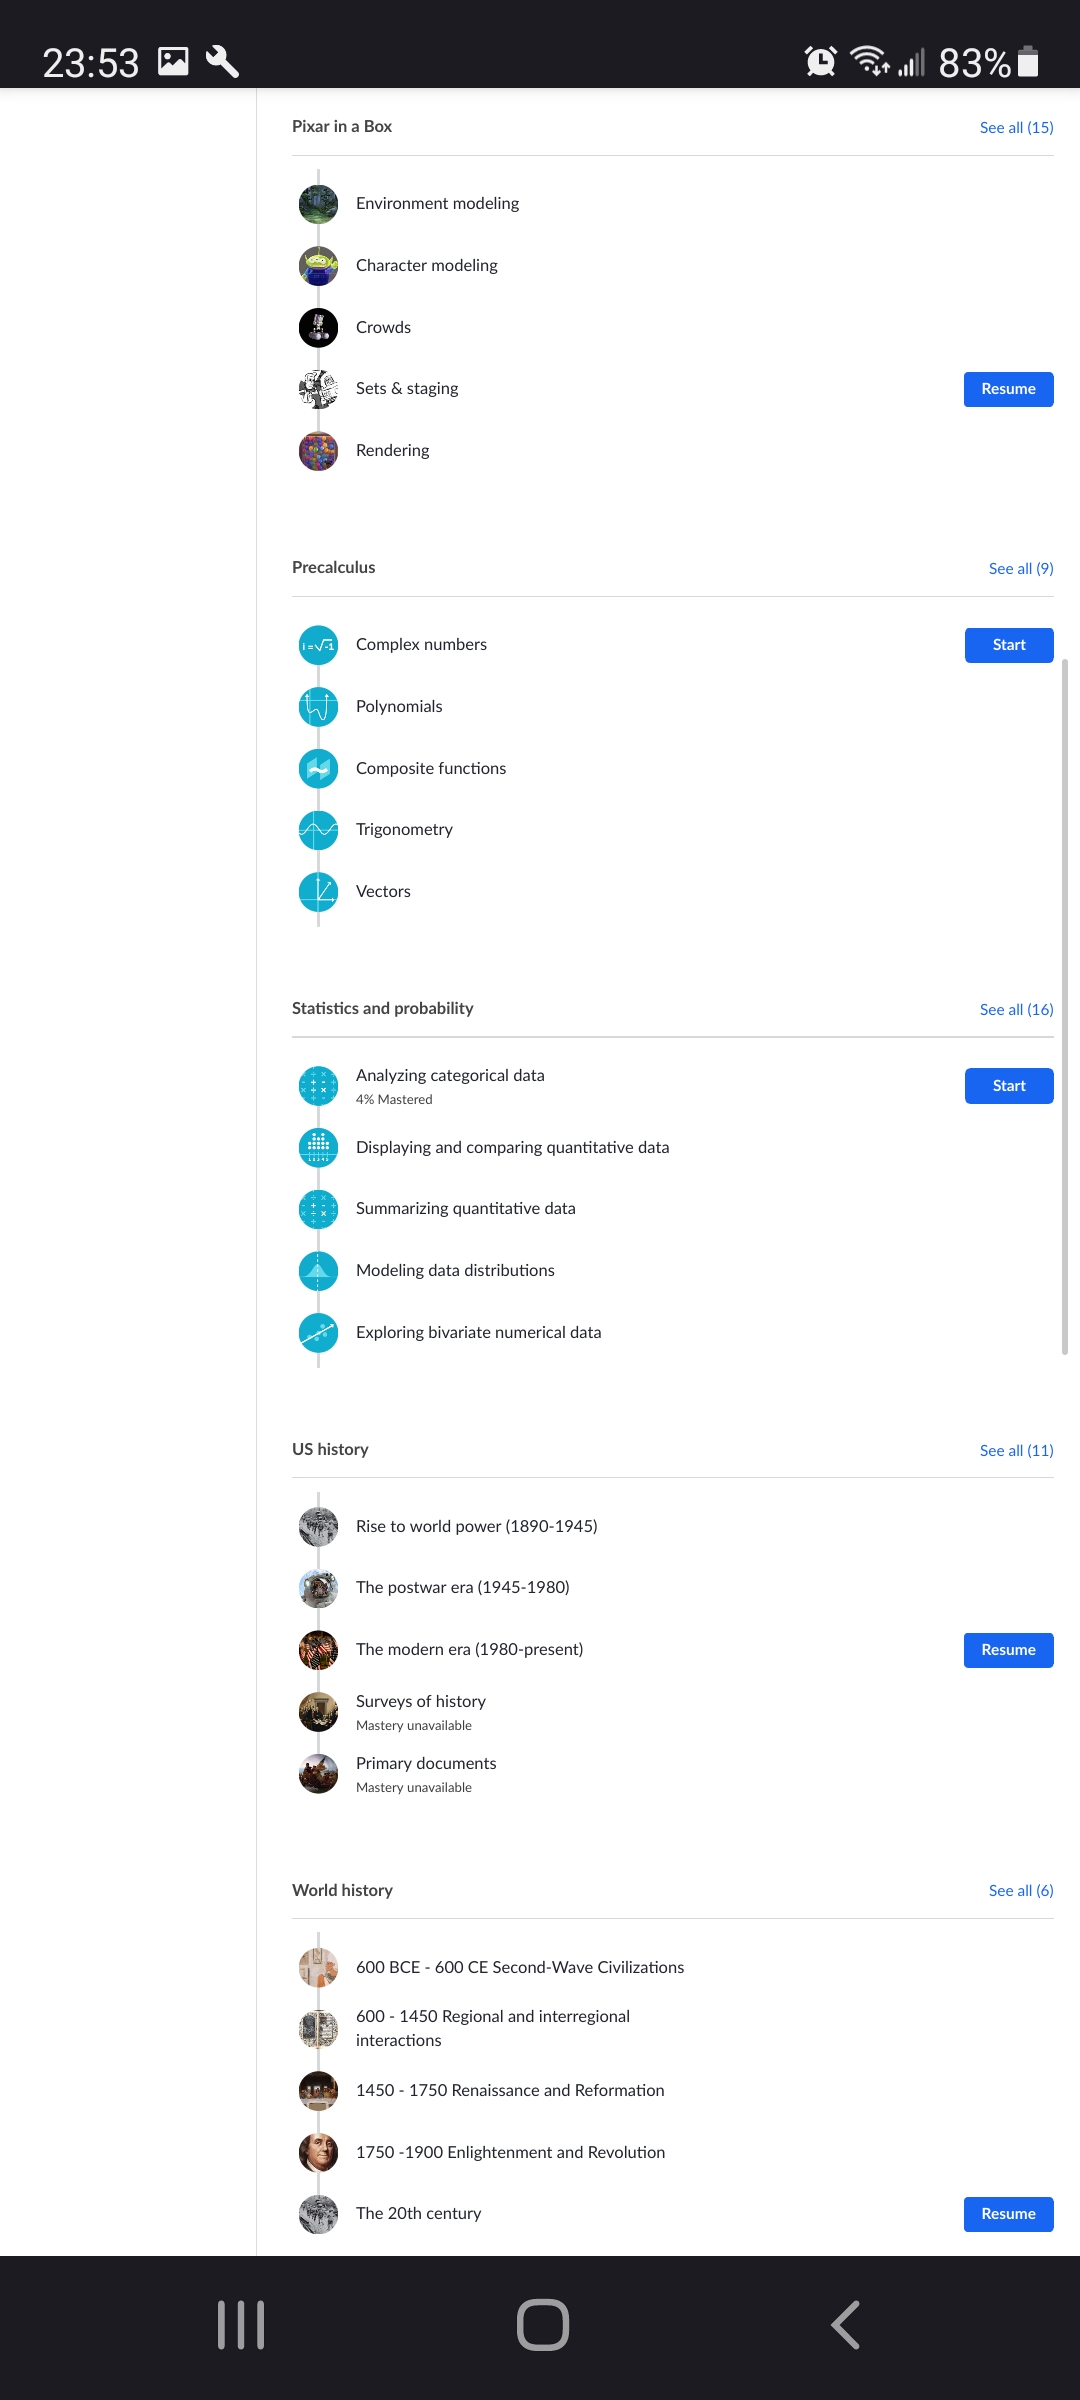 23:53
83%
Pixar in a Box
See all (15)
Environment modeling
Character modeling
Crowds
Sets & staging
Resume
Rendering
Precalculus
See all (9)
i = √-1
Complex numbers
Start
Polynomials
Composite functions
Trigonometry
Vectors
Statistics and probability
See all (16)
Analyzing categorical data
4% Mastered
Start
Displaying and comparing quantitative data
Summarizing quantitative data
Modeling data distributions
Exploring bivariate numerical data
US history
See all (11)
Rise to world power (1890-1945)
The postwar era (1945-1980)
The modern era (1980-present)
Resume
Surveys of history
Mastery unavailable
Primary documents
Mastery unavailable
World history
See all (6)
600 BCE - 600 CE Second-Wave Civilizations
600 - 1450 Regional and interregional
interactions
1450 - 1750 Renaissance and Reformation
1750 -1900 Enlightenment and Revolution
The 20th century
Resume